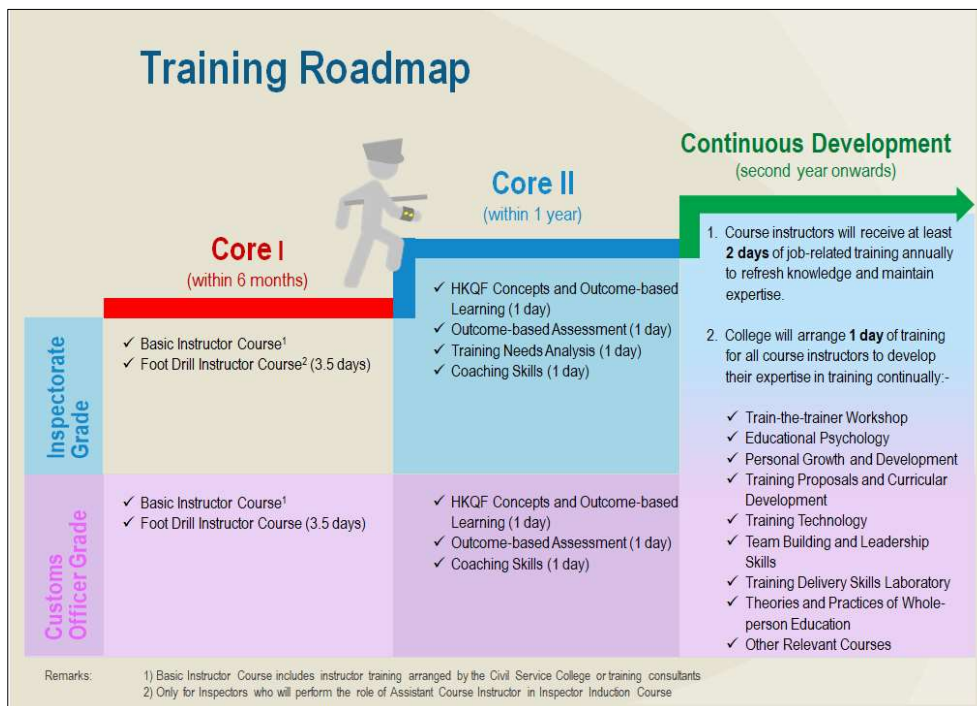 Training Roadmap
Core I
(within 6 months)
Core II
(within 1 year)
Continuous Development
(second year onwards)
Inspectorate
Grade
✓ Basic Instructor Course¹
✓ Foot Drill Instructor Course² (3.5 days)
✓ HKQF Concepts and Outcome-based
Learning (1 day)
✓ Outcome-based Assessment (1 day)
✓ Training Needs Analysis (1 day)
✓ Coaching Skills (1 day)
Customs
Officer Grade
✓ Basic Instructor Course¹
✓ Foot Drill Instructor Course (3.5 days)
✓ HKQF Concepts and Outcome-based
Learning (1 day)
✓ Outcome-based Assessment (1 day)
✓ Coaching Skills (1 day)
1. Course instructors will receive at least
2 days of job-related training annually
to refresh knowledge and maintain
expertise.
2. College will arrange 1 day of training
for all course instructors to develop
their expertise in training continually:-
✓ Train-the-trainer Workshop
✓ Educational Psychology
✓ Personal Growth and Development
✓ Training Proposals and Curricular
Development
✓ Training Technology
✓ Team Building and Leadership
Skills
✓ Training Delivery Skills Laboratory
✓ Theories and Practices of Whole-
person Education
✓ Other Relevant Courses
Remarks: 1) Basic Instructor Course includes instructor training arranged by the Civil Service College or training consultants
2) Only for Inspectors who will perform the role of Assistant Course Instructor in Inspector Induction Course